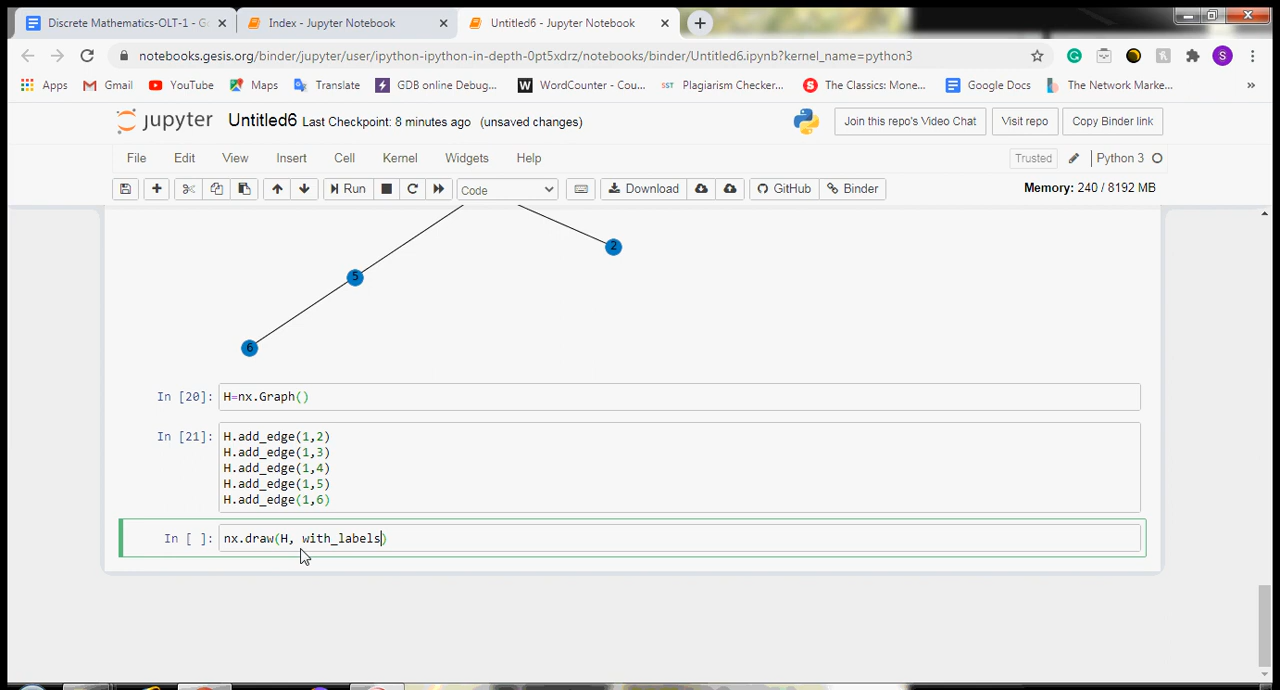 Discrete Mathematics-OLT-1 - G
Index - Jupyter Notebook
Untitled6 - Jupyter Notebook
notebooks.gesis.org/binder/jupyter/user/ipython-ipython-in-depth-0pt5xdrz/notebooks/binder/Untitled6.ipynb?kernel_name=python3
S
Apps Gmail YouTube Maps Translate GDB online Debug... WordCounter - Cou... SST Plagiarism Checker... The Classics: Mone... Google Docs The Network Marke... »
jupyter Untitled6 Last Checkpoint: 8 minutes ago (unsaved changes) Join this repo's Video Chat Visit repo Copy Binder link
File Edit View Insert Cell Kernel Widgets Help Trusted Python 3
Run Code Download GitHub Binder Memory: 240 / 8192 MB
2
5
6
In [20]: H=nx.Graph()
In [21]: H.add_edge(1,2)
H.add_edge(1,3)
H.add_edge(1,4)
H.add_edge(1,5)
H.add_edge(1,6)
In [ ]: nx.draw(H, with_labels)